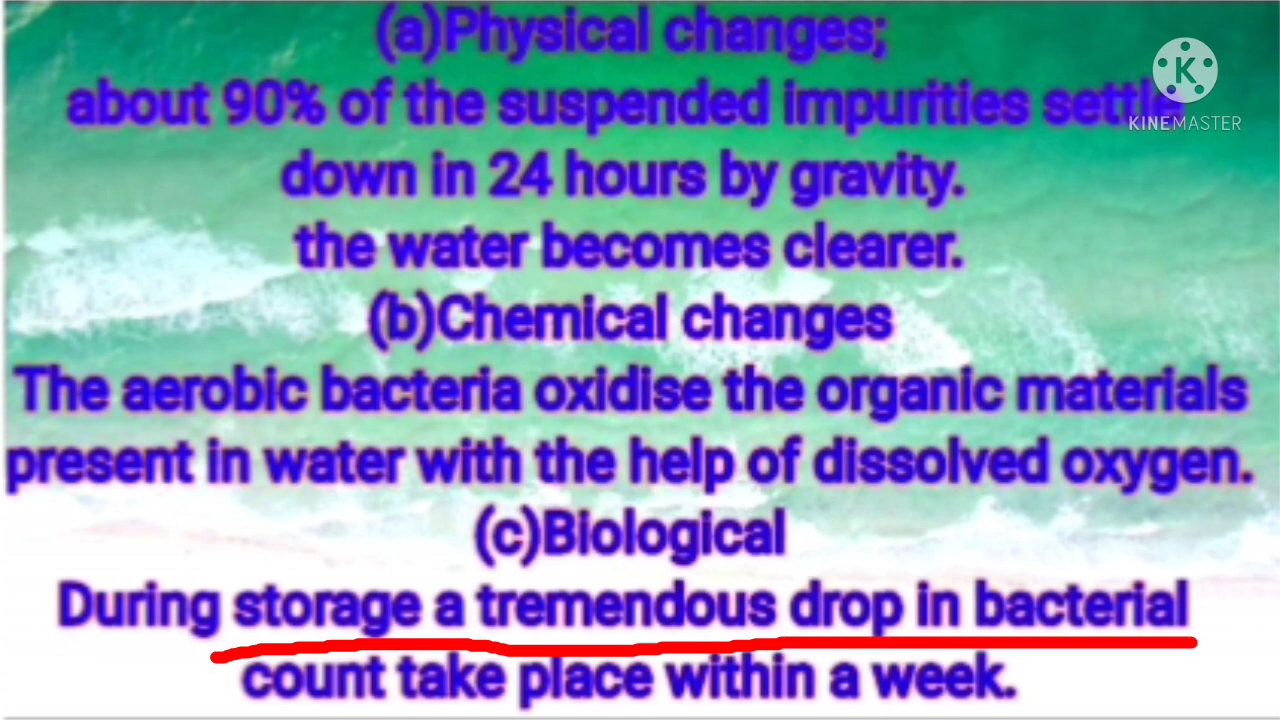 (a)Physical changes;
about 90% of the suspended impurities settle
down in 24 hours by gravity.
the water becomes clearer.
(b)Chemical changes
The aerobic bacteria oxidise the organic materials
present in water with the help of dissolved oxygen.
(c)Biological
During storage a tremendous drop in bacterial
count take place within a week.
K
KINEMASTER